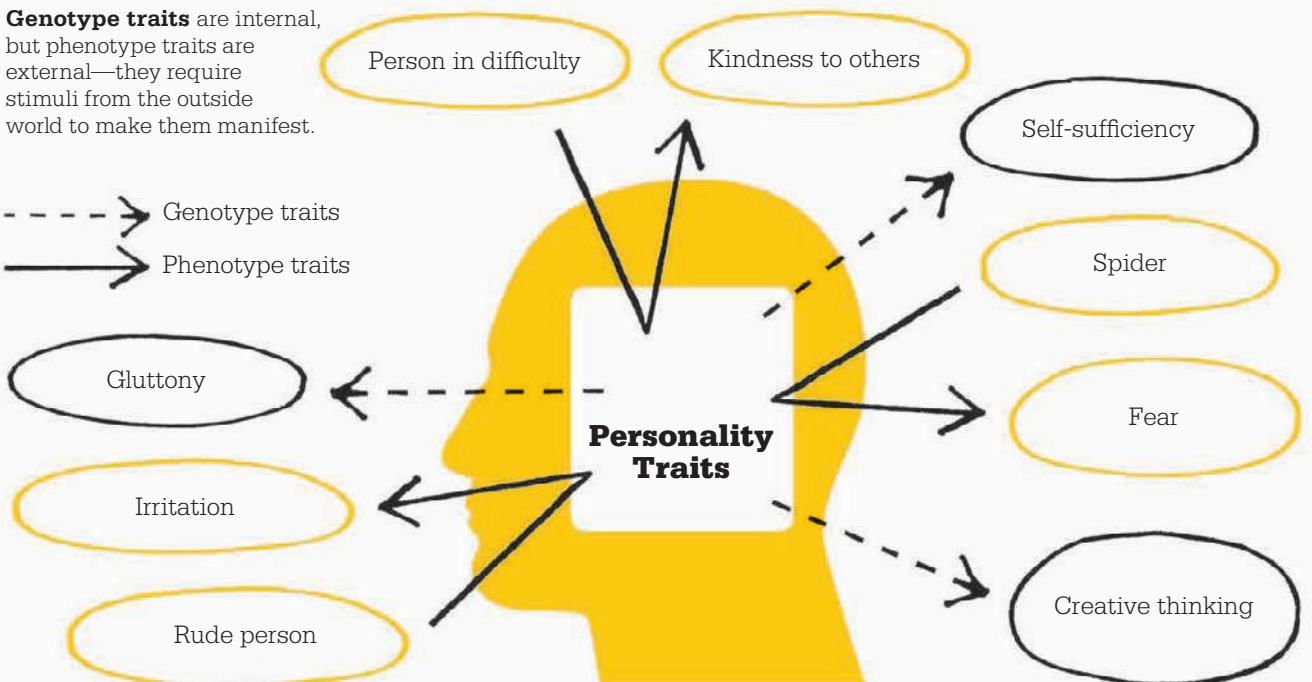 Genotype traits are internal,
but phenotype traits are
external—they require
stimuli from the outside
world to make them manifest.
Person in difficulty
Kindness to others
Self-sufficiency
Genotype traits
Phenotype traits
Spider
Gluttony
Fear
Personality
Traits
Irritation
Creative thinking
Rude person